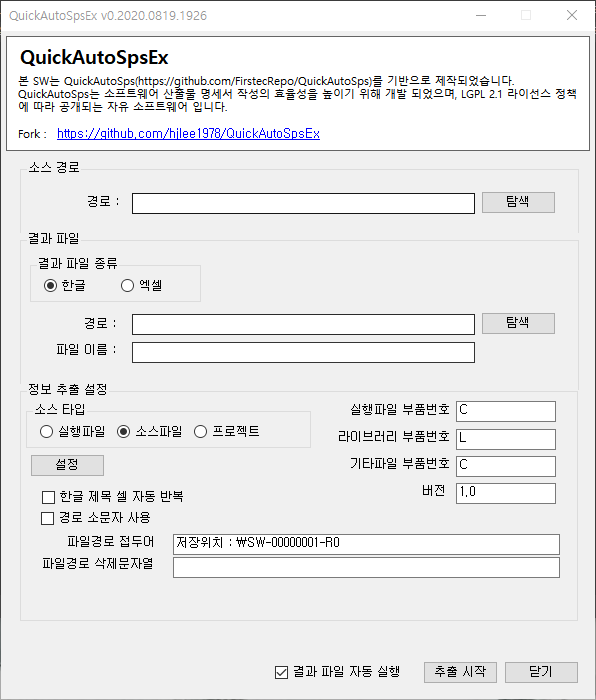 QuickAutoSpsEx v0.2020.0819.1926
QuickAutoSpsEx
본 SW는 QuickAutoSps(https://github.com/FirstecRepo/QuickAutoSps)를 기반으로 제작되었습니다.
QuickAutoSps는 소프트웨어 산출물 명세서 작성의 효율성을 높이기 위해 개발 되었으며, LGPL 2.1 라이선스 정책
에 따라 공개되는 자유 소프트웨어 입니다.
Fork : https://github.com/hjlee1978/QuickAutoSpsEx
소스 경로
경로 : 탐색
결과 파일
결과 파일 종류
한글 엑셀
경로 : 탐색
파일 이름 :
정보 추출 설정
소스 타입
실행파일 소스파일 프로젝트
설정
실행파일 부품번호 C
라이브러리 부품번호 L
기타파일 부품번호 C
버전 1.0
한글 제목 셀 자동 반복
경로 소문자 사용
파일경로 접두어 저장위치 : ₩SW-00000001-R0
파일경로 삭제문자열
결과 파일 자동 실행 추출 시작 닫기